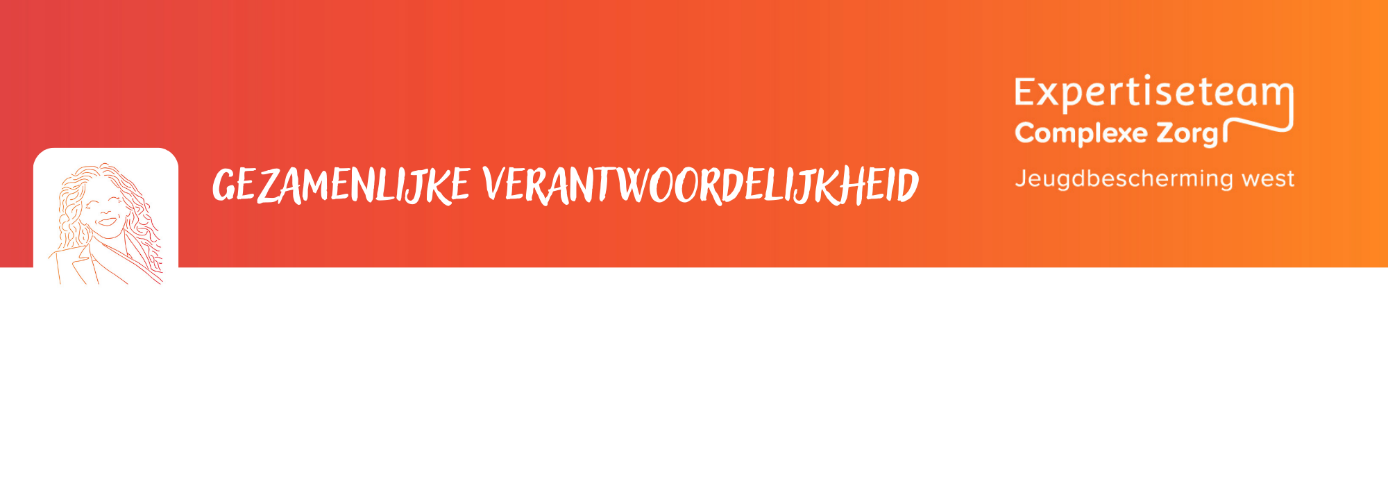 Expertiseteam
Complexe Zorg
Jeugdbescherming west
GEZAMENLIJKE VERANTWOORDELIJKHEID